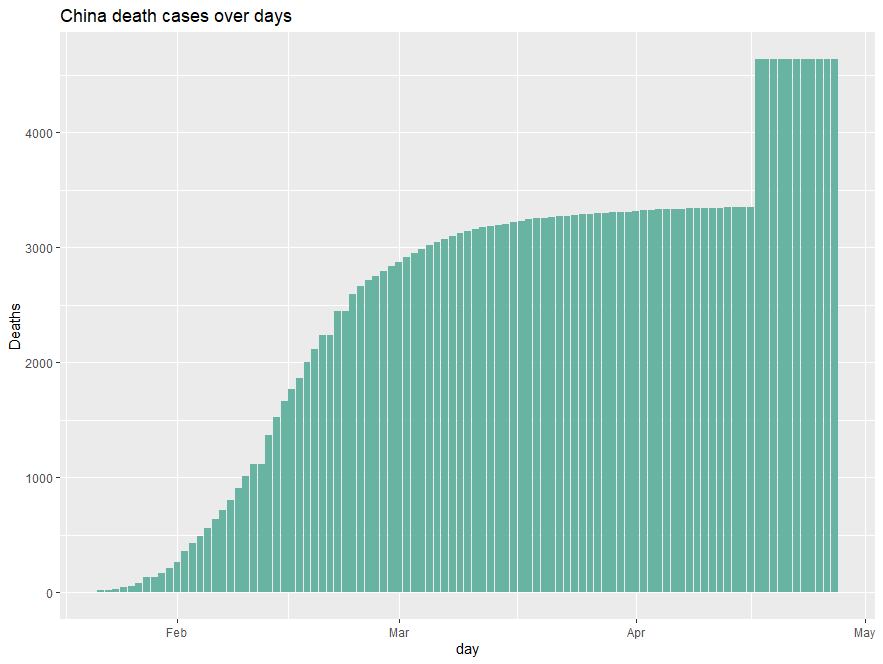 China death cases over days
Deaths
4000
3000
2000
1000
0
Feb
Mar
Apr
May
day